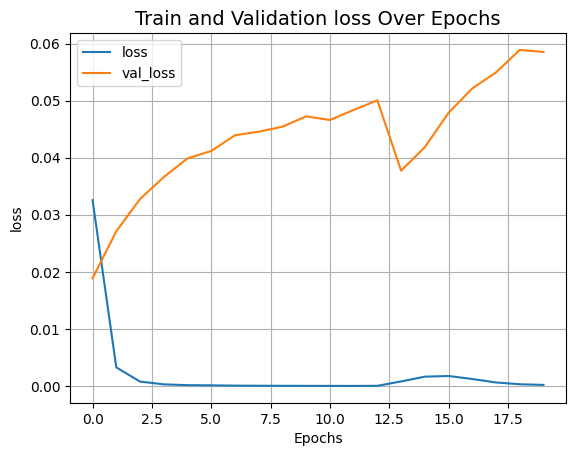 Train and Validation loss Over Epochs
loss
val_loss
0.06
0.05
0.04
0.03
0.02
0.01
0.00
loss
0.0 2.5 5.0 7.5 10.0 12.5 15.0 17.5
Epochs